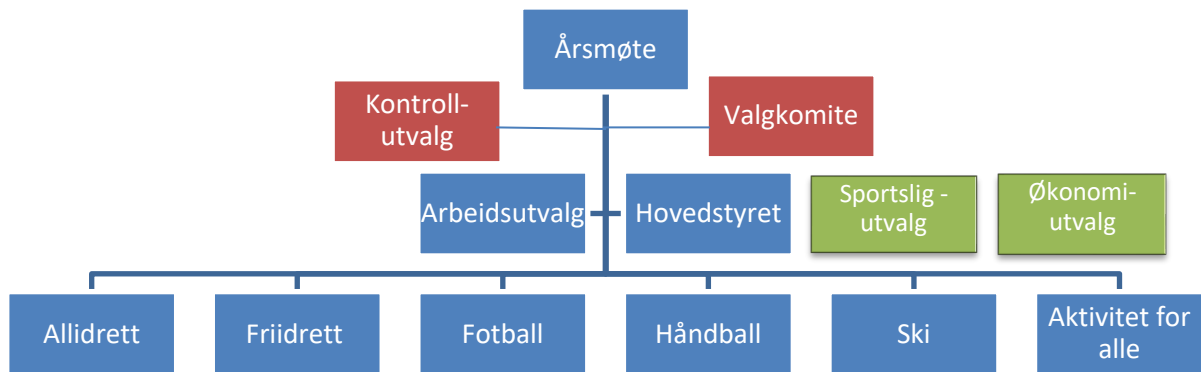 Årsmøte
Kontroll-
utvalg
Valgkomite
Arbeidsutvalg
Hovedstyret
Sportslig -
utvalg
Økonomi-
utvalg
Allidrett
Friidrett
Fotball
Håndball
Ski
Aktivitet for
alle